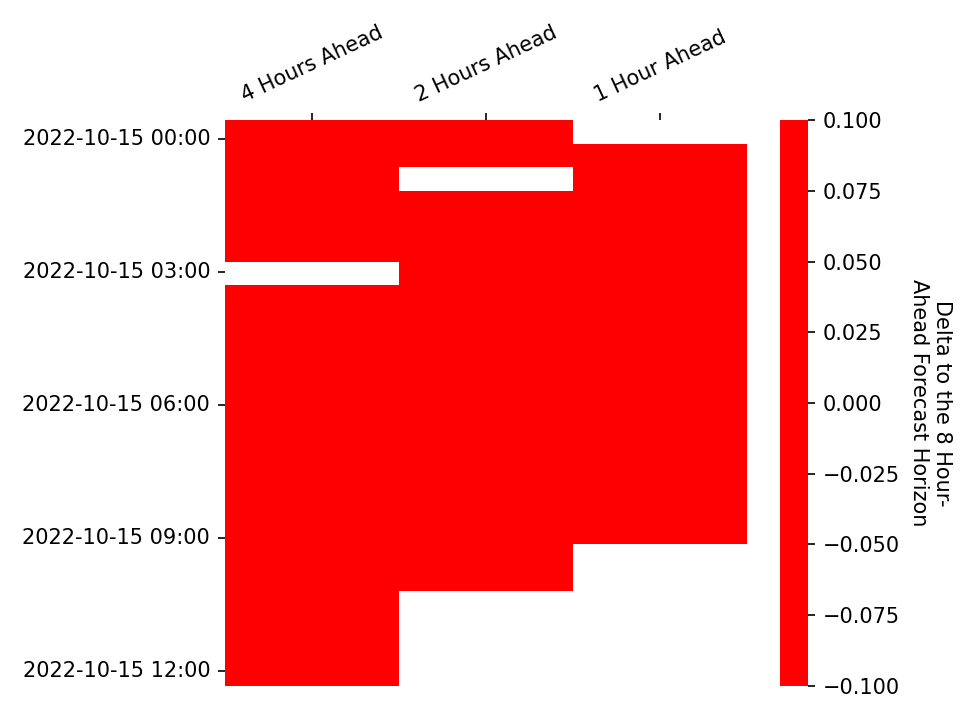 4 Hours Ahead
2 Hours Ahead
1 Hour Ahead
2022-10-15 00:00
2022-10-15 03:00
2022-10-15 06:00
2022-10-15 09:00
2022-10-15 12:00
0.100
0.075
0.050
0.025
0.000
−0.025
−0.050
−0.075
−0.100
Delta to the 8 Hour-
Ahead Forecast Horizon